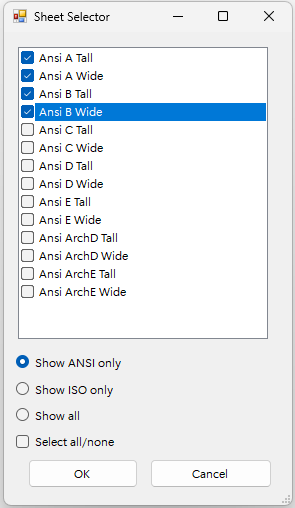 Sheet Selector
Ansi A Tall
Ansi A Wide
Ansi B Tall
Ansi B Wide
Ansi C Tall
Ansi C Wide
Ansi D Tall
Ansi D Wide
Ansi E Tall
Ansi E Wide
Ansi ArchD Tall
Ansi ArchD Wide
Ansi ArchE Tall
Ansi ArchE Wide
Show ANSI only
Show ISO only
Show all
Select all/none
OK Cancel